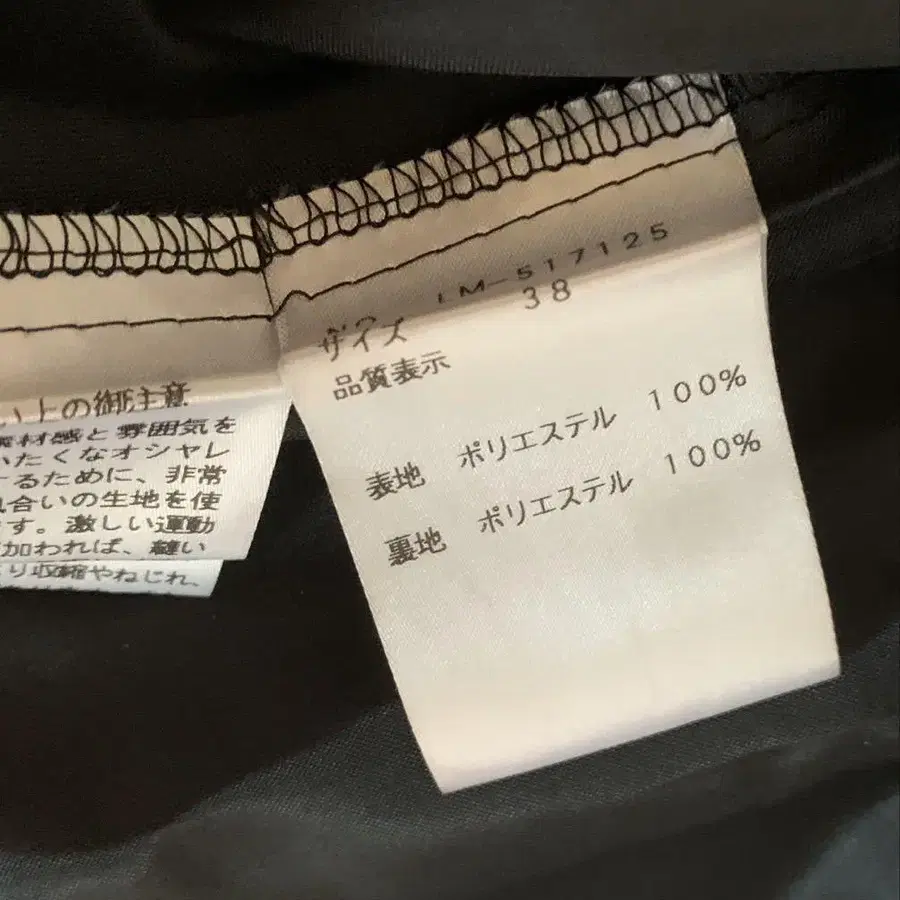 LM-517125
サイズ 38
品質表示
表地 ポリエステル 100%
裏地 ポリエステル 100%
い上の御注意
素材感と雰囲気を
いたくなオシャレ
するために、非常
合いの生地を使
す。激しい運動
加われば、縫い
り収縮やねじれ、